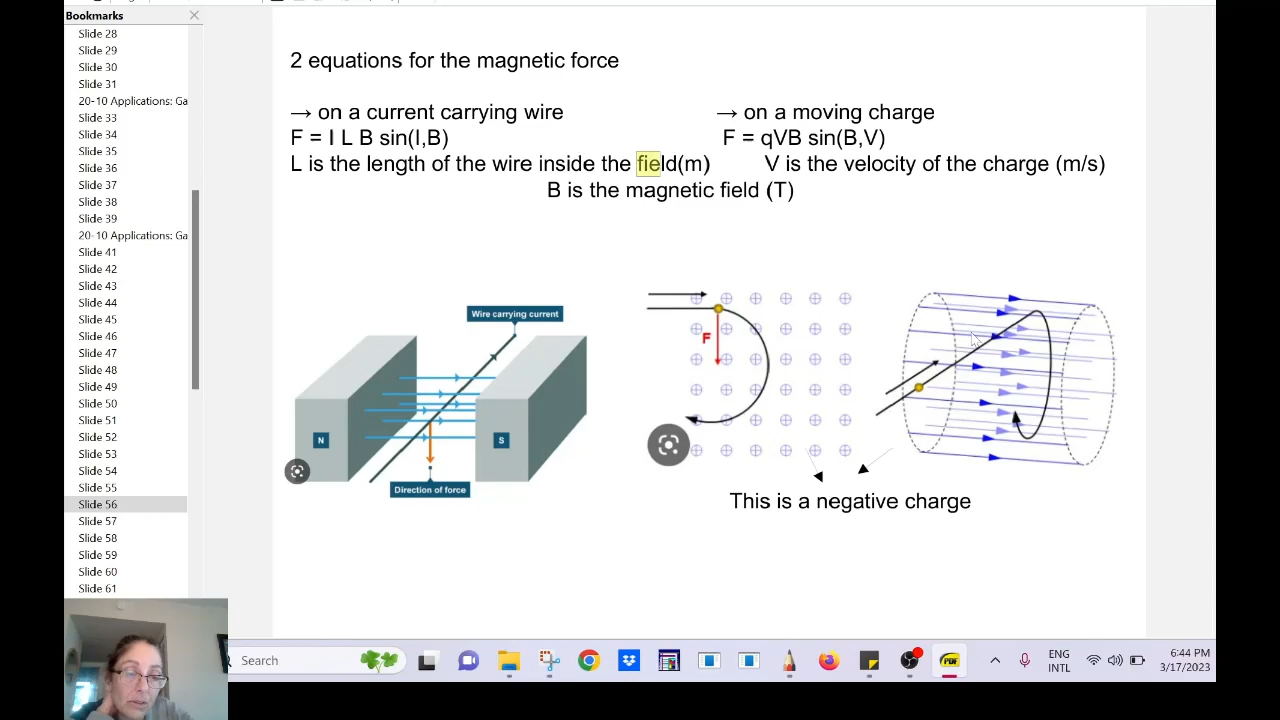 Bookmarks
Slide 28
Slide 29
Slide 30
Slide 31
20-10 Applications: Ga
Slide 33
Slide 34
Slide 35
Slide 36
Slide 37
Slide 38
Slide 39
20-10 Applications: Ga
Slide 41
Slide 42
Slide 43
Slide 44
Slide 45
Slide 46
Slide 47
Slide 48
Slide 49
Slide 50
Slide 51
Slide 52
Slide 53
Slide 54
Slide 55
Slide 56
Slide 57
Slide 58
Slide 59
Slide 60
Slide 61
2 equations for the magnetic force
→ on a current carrying wire
→ on a moving charge
F = I L B sin(I,B)
F = qVB sin(B,V)
L is the length of the wire inside the field(m)
V is the velocity of the charge (m/s)
B is the magnetic field (T)
Wire carrying current
N
S
Direction of force
F
This is a negative charge
Search
PDF
ENG
INTL
6:44 PM
3/17/2023